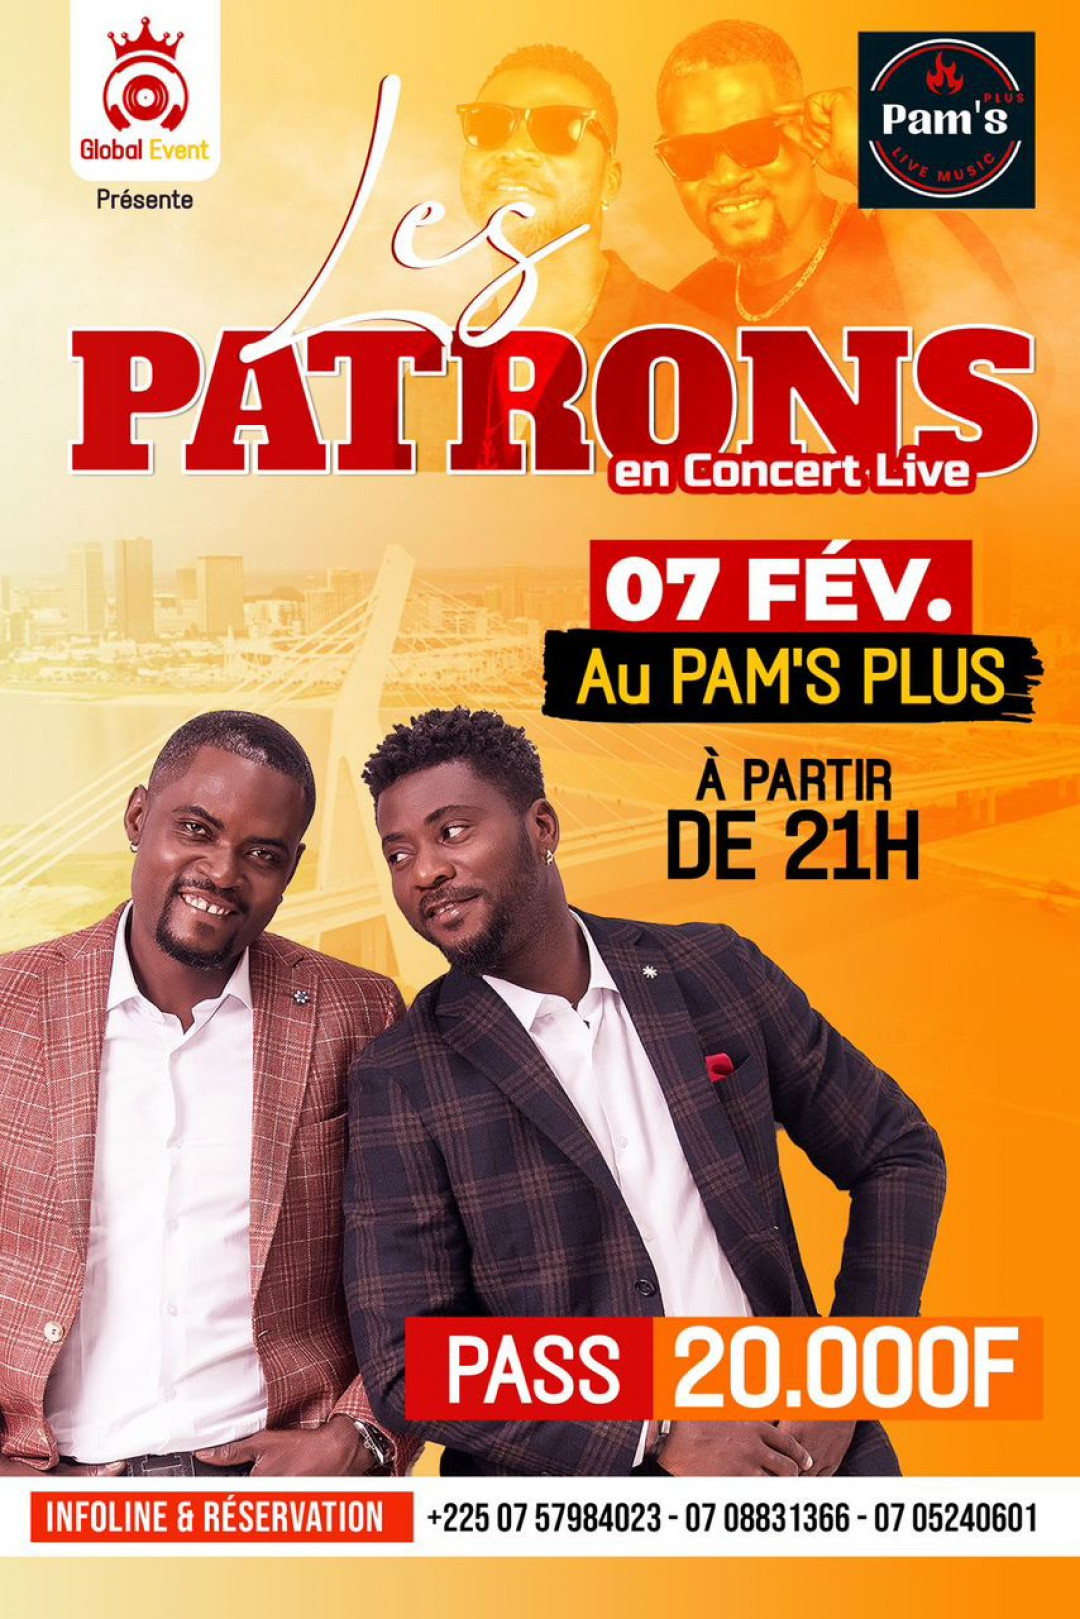 Global Event
Présente
PLUS
Pam's
LIVE MUSIC
Les
PATRONS
en Concert Live
07 FÉV.
Au PAM'S PLUS
À PARTIR
DE 21H
PASS 20.000F
INFOLINE & RÉSERVATION +225 07 57984023 - 07 08831366 - 07 05240601